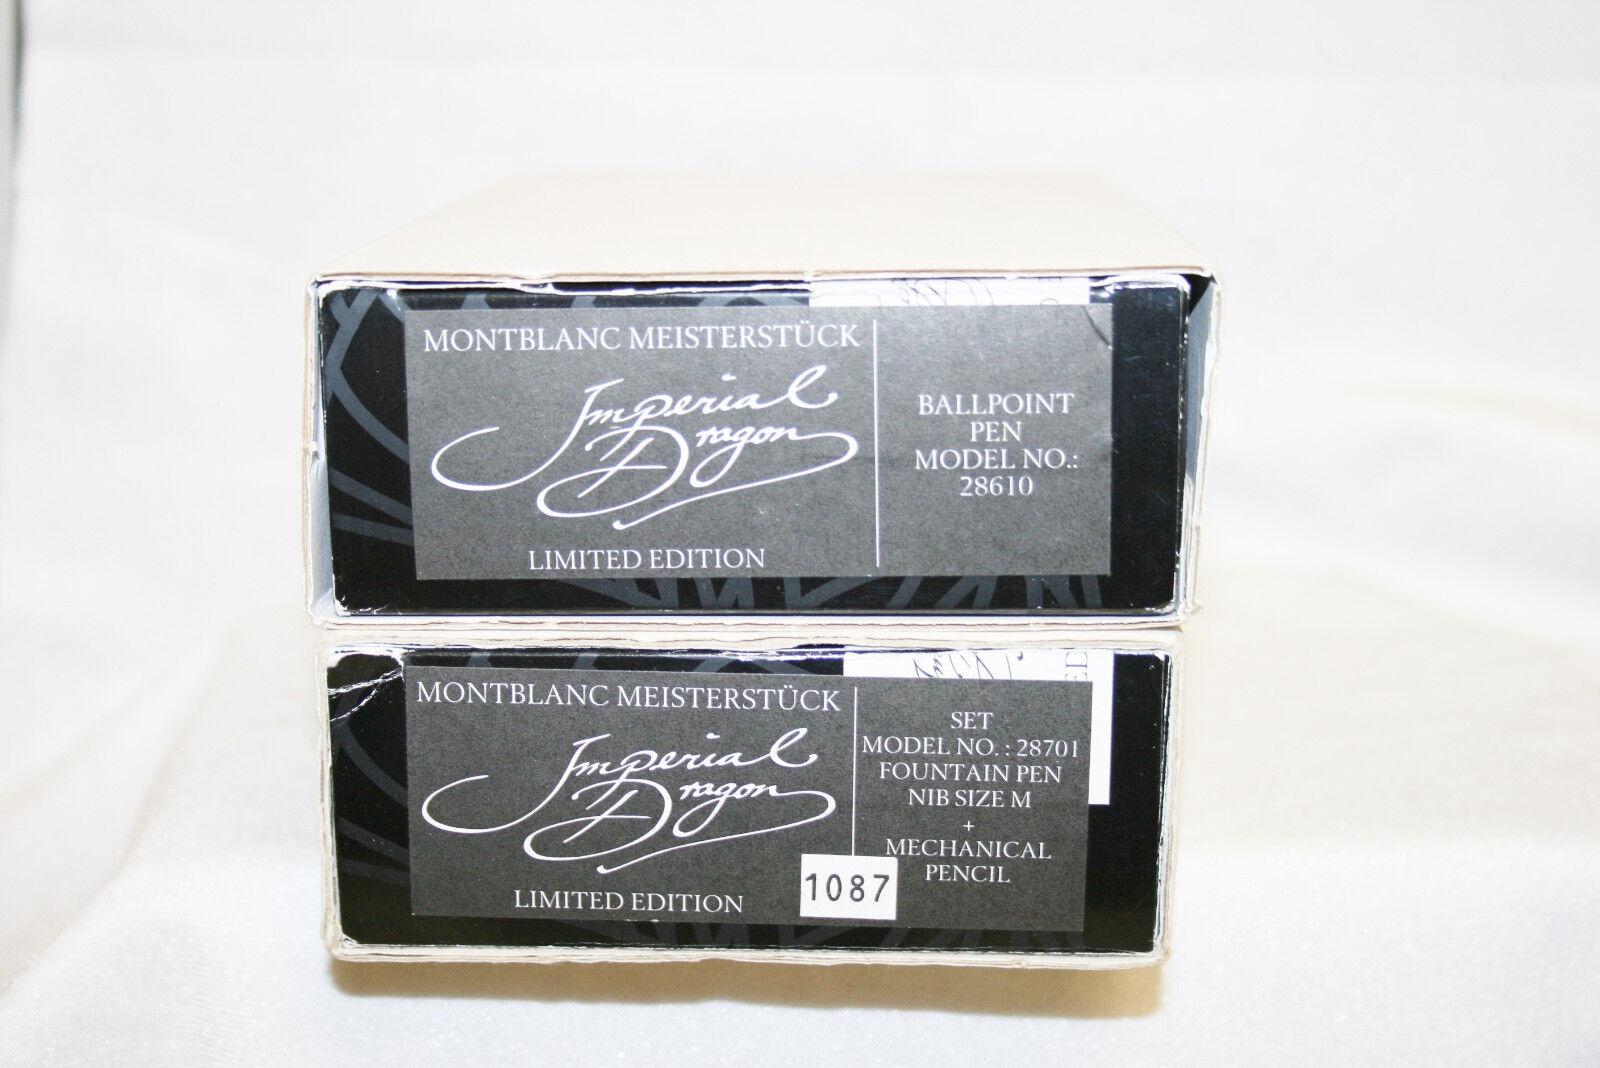 MONTBLANC MEISTERSTÜCK
Imperial
Dragon
LIMITED EDITION
BALLPOINT
PEN
MODEL NO.:
28610
MONTBLANC MEISTERSTÜCK
Imperial
Dragon
LIMITED EDITION
SET
MODEL NO. : 28701
FOUNTAIN PEN
NIB SIZE M
+
MECHANICAL
PENCIL
1087
ED